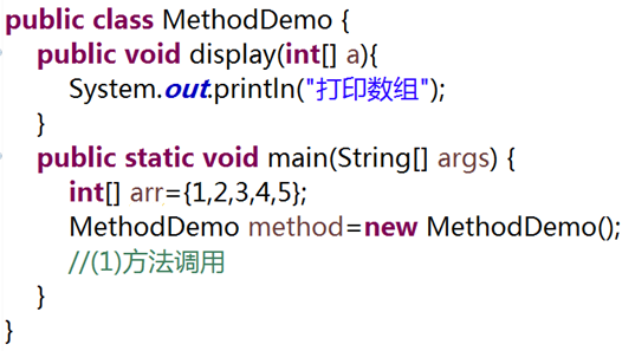 public class MethodDemo {
public void display(int[] a){
System.out.println("打印数组");
}
public static void main(String[] args) {
int[] arr={1,2,3,4,5};
MethodDemo method=new MethodDemo();
//(1)方法调用
}
}